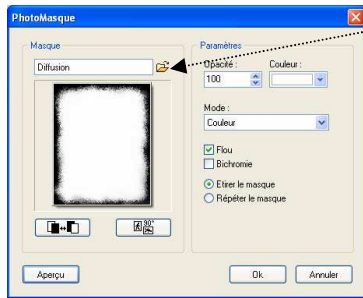 PhotoMasque
Masque
Diffusion
90°
Aperçu
Paramètres
Opacité :
Couleur :
100
Mode :
Couleur
Flou
Bichromie
Etirer le masque
Répéter le masque
Ok
Annuler